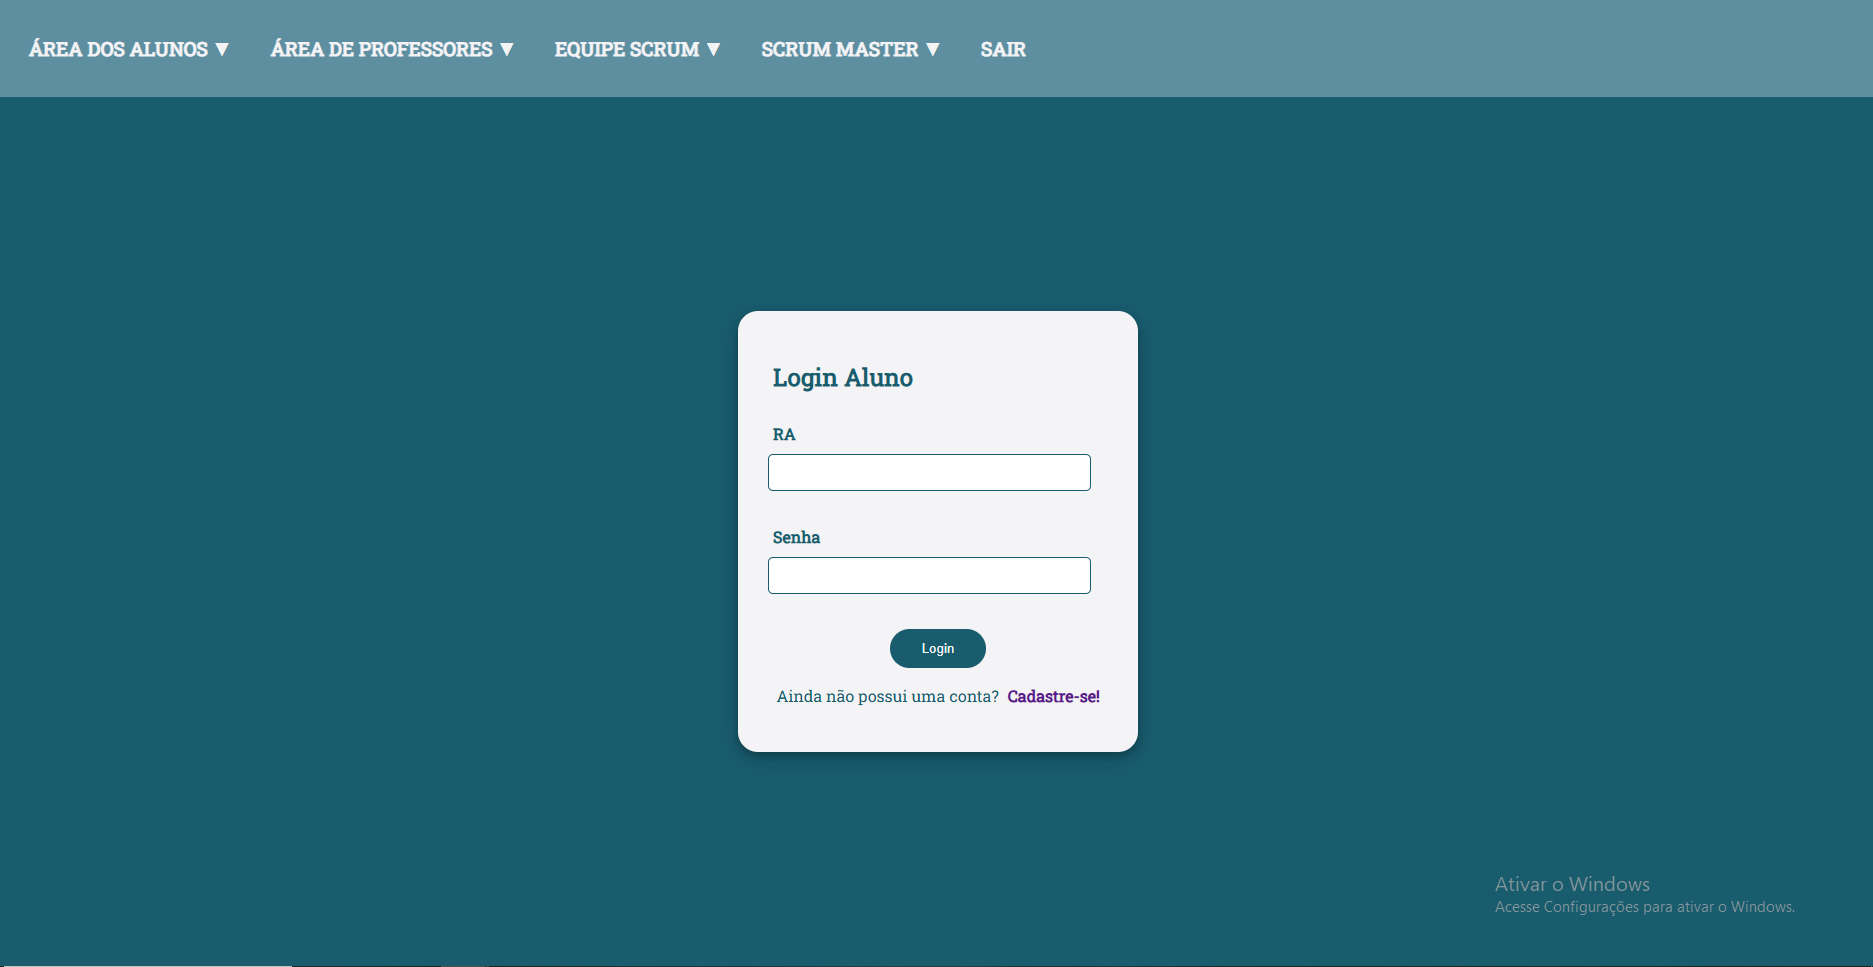 ÁREA DOS ALUNOS ▼ ÁREA DE PROFESSORES ▼ EQUIPE SCRUM ▼ SCRUM MASTER ▼ SAIR
Login Aluno
RA
Senha
Login
Ainda não possui uma conta? Cadastre-se!
Ativar o Windows
Acesse Configurações para ativar o Windows.